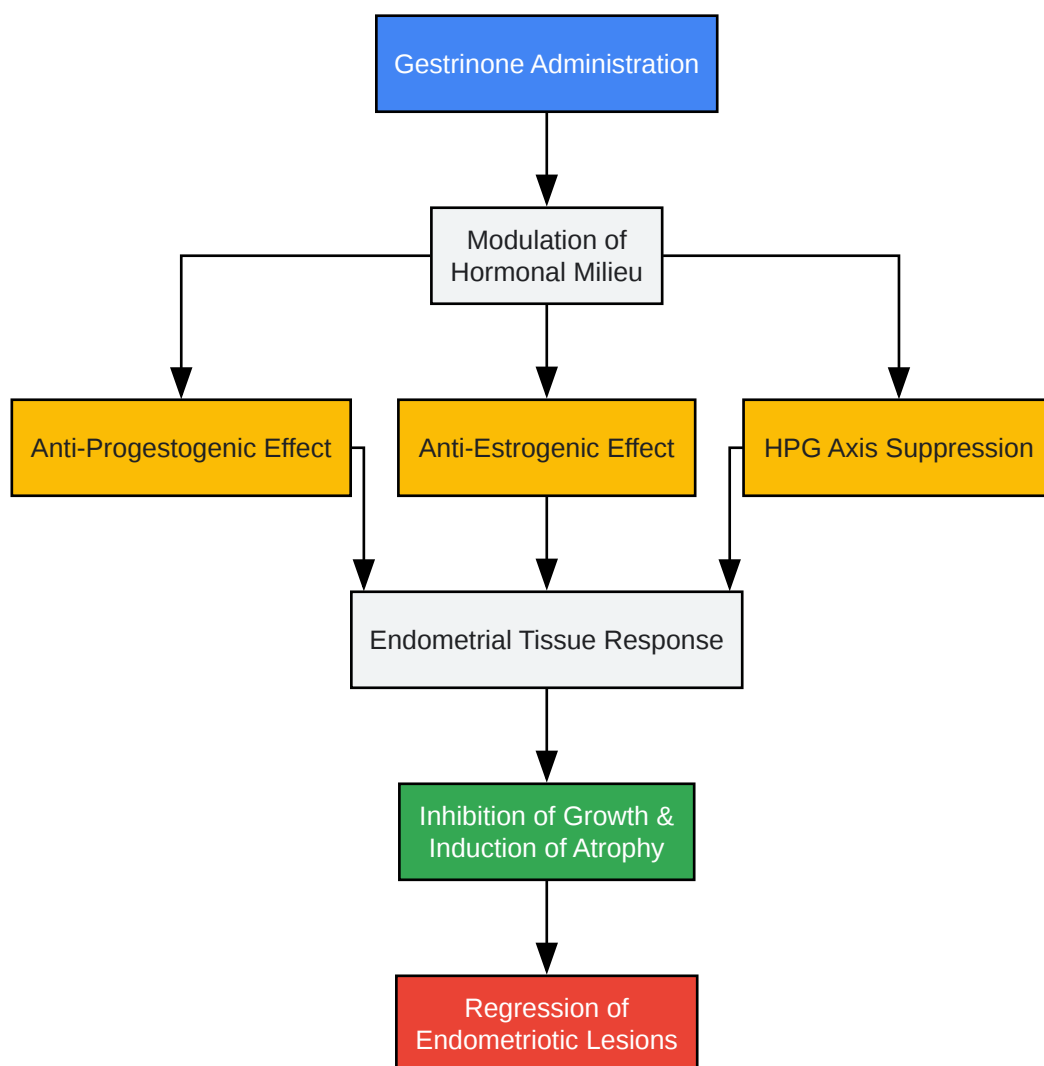 Gestrinone Administration
Modulation of
Hormonal Milieu
Anti-Progestogenic Effect
Anti-Estrogenic Effect
HPG Axis Suppression
Endometrial Tissue Response
Inhibition of Growth &
Induction of Atrophy
Regression of
Endometriotic Lesions